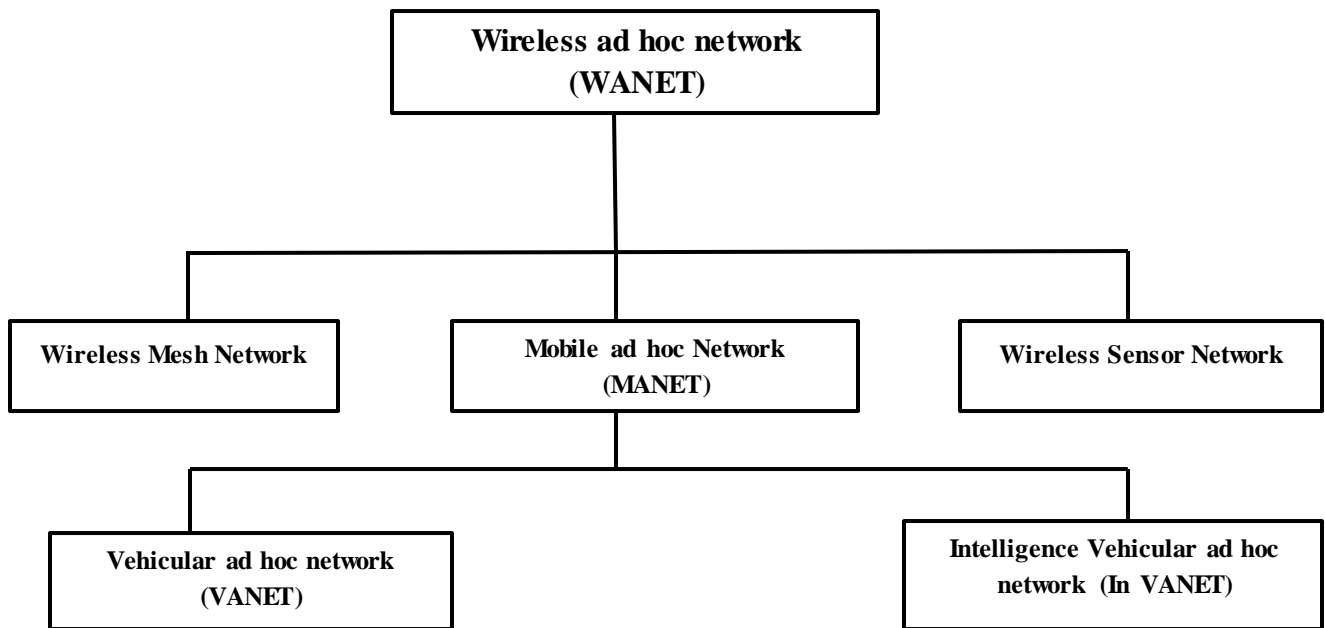 Wireless ad hoc network
(WANET)
Wireless Mesh Network
Mobile ad hoc Network
(MANET)
Wireless Sensor Network
Vehicular ad hoc network
(VANET)
Intelligence Vehicular ad hoc
network (In VANET)